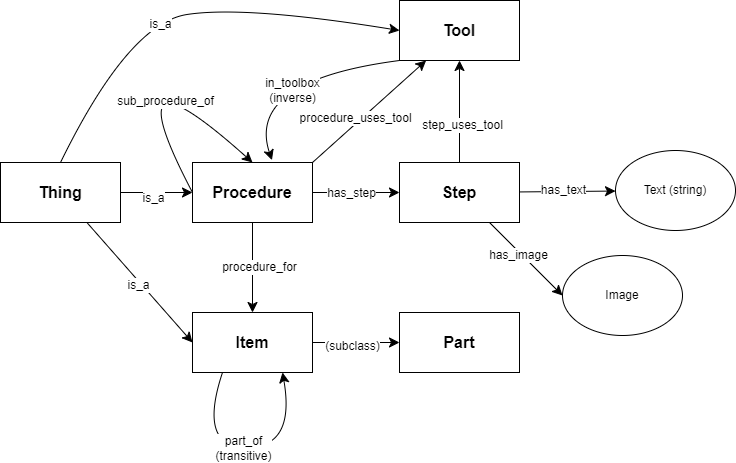 is_a
Tool
in_toolbox
(inverse)
sub_procedure_of
procedure_uses_tool
step_uses_tool
Thing
is_a
Procedure
has_step
Step
has_text
Text (string)
has_image
procedure_for
is_a
Image
Item
(subclass)
Part
part_of
(transitive)